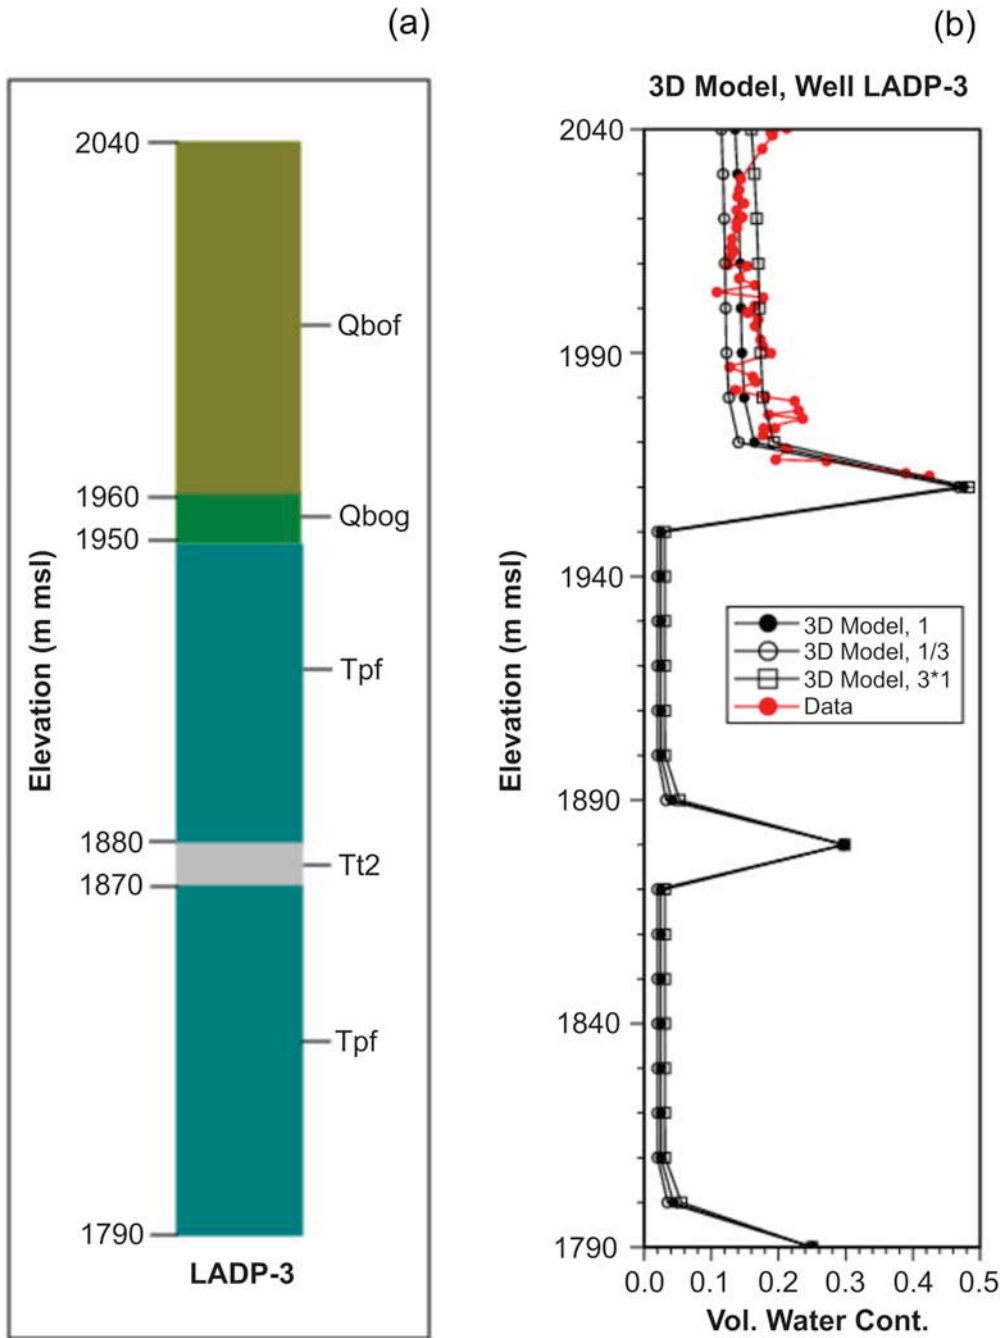 (a)
2040
Qbof
1960
Qbog
1950
Elevation (m msl)
Tpf
1880
Tt2
1870
Tpf
1790
LADP-3
(b)
3D Model, Well LADP-3
2040
1990
1940
3D Model, 1
3D Model, 1/3
3D Model, 3*1
Data
Elevation (m msl)
1890
1840
1790
0.0 0.1 0.2 0.3 0.4 0.5
Vol. Water Cont.